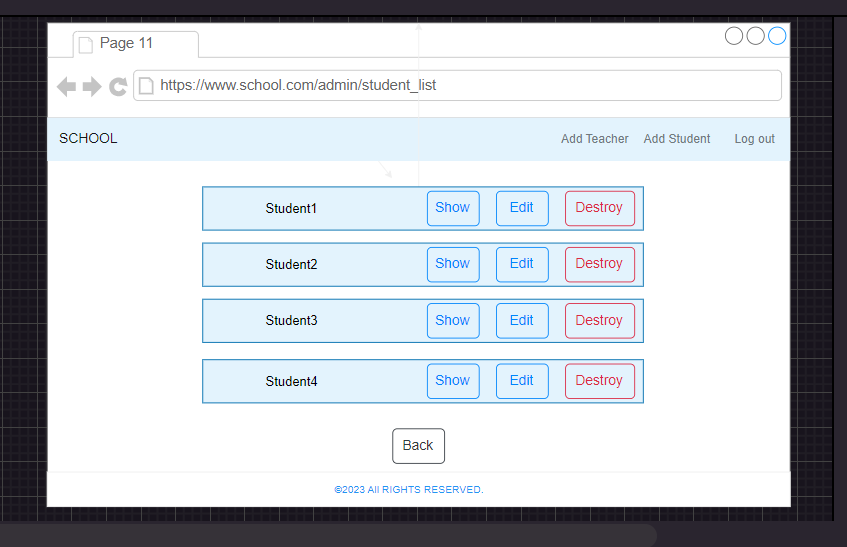 Page 11
https://www.school.com/admin/student_list
SCHOOL Add Teacher Add Student Log out
Student1 Show Edit Destroy
Student2 Show Edit Destroy
Student3 Show Edit Destroy
Student4 Show Edit Destroy
Back
©2023 All RIGHTS RESERVED.